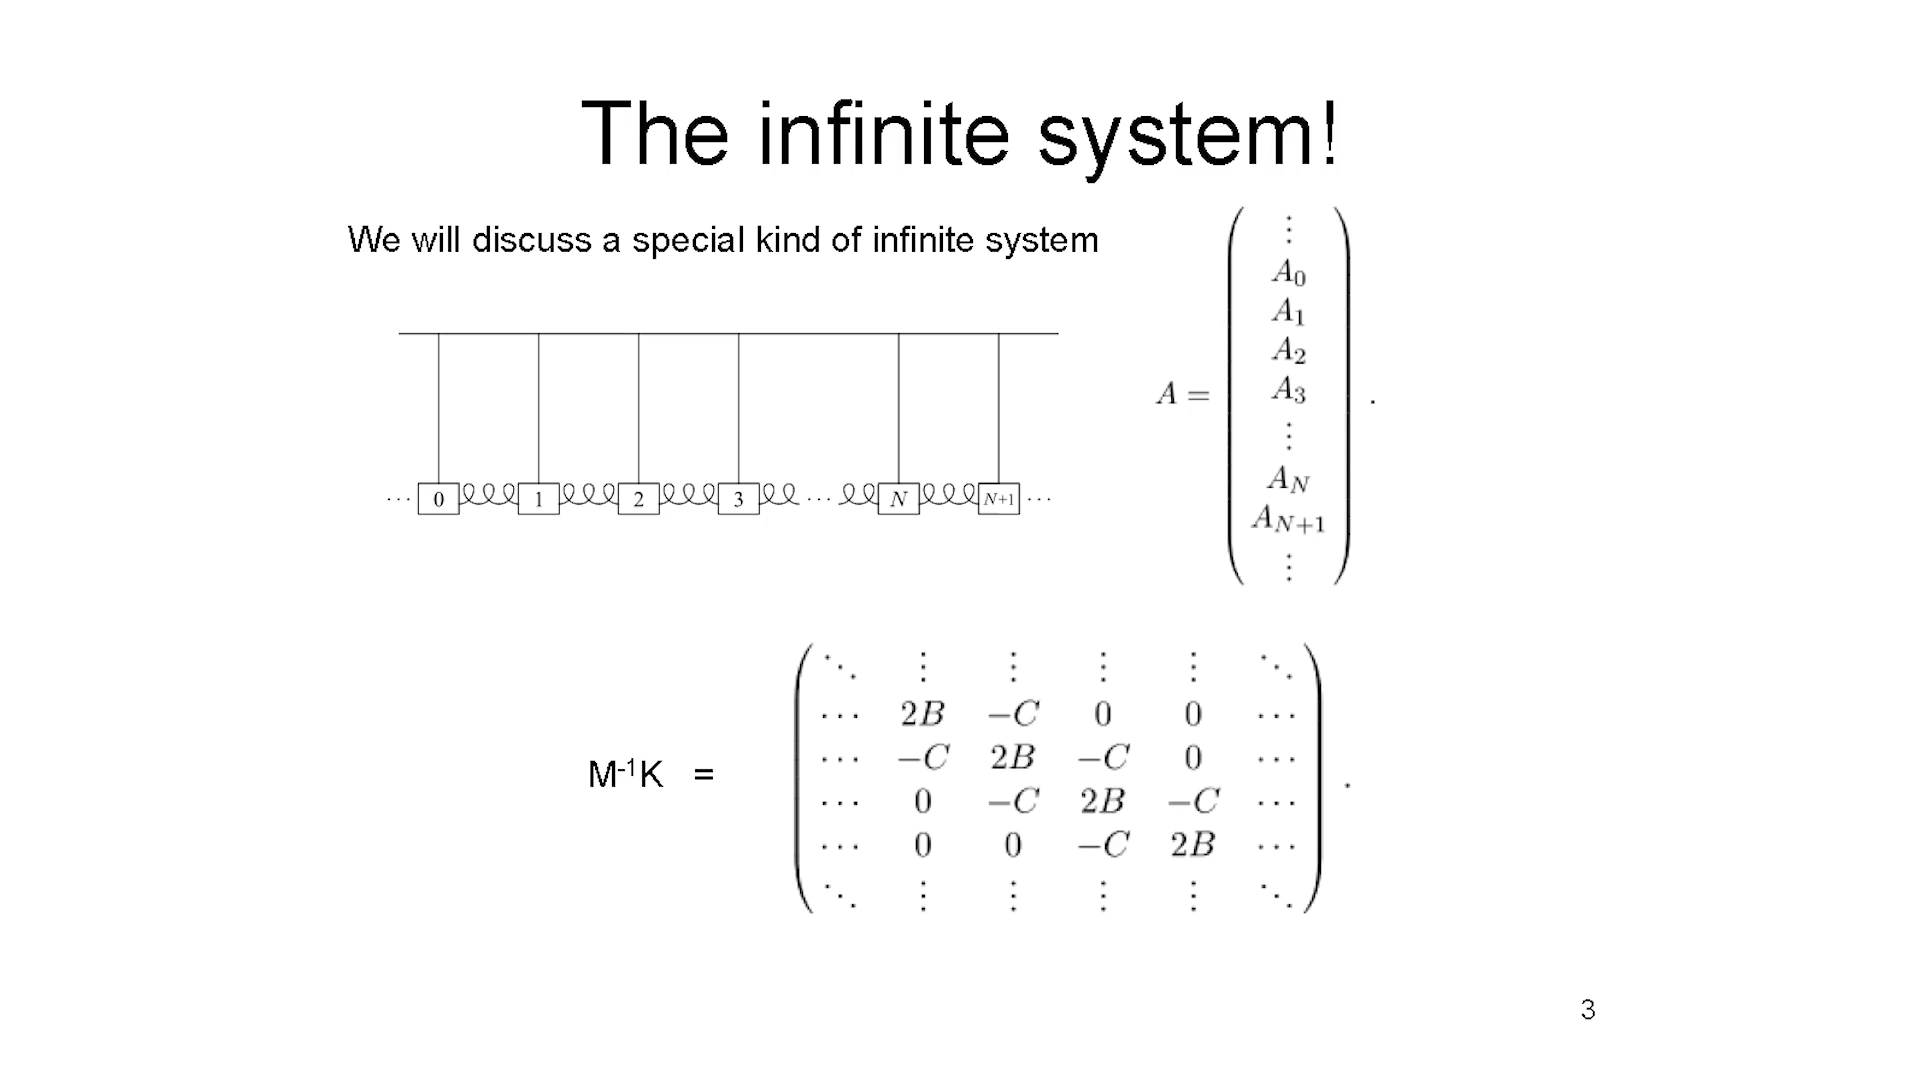 The infinite system!
We will discuss a special kind of infinite system
⋯ 0 1 2 3 ⋯ N N+1 ⋯
A = 
⋮
A₀
A₁
A₂
A₃
⋮
A_N
A_{N+1}
⋮
.
M⁻¹K =
⋱ ⋮ ⋮ ⋮ ⋮ ⋱
⋯ 2B −C 0 0 ⋯
⋯ −C 2B −C 0 ⋯
⋯ 0 −C 2B −C ⋯
⋯ 0 0 −C 2B ⋯
⋱ ⋮ ⋮ ⋮ ⋮ ⋱
.
3